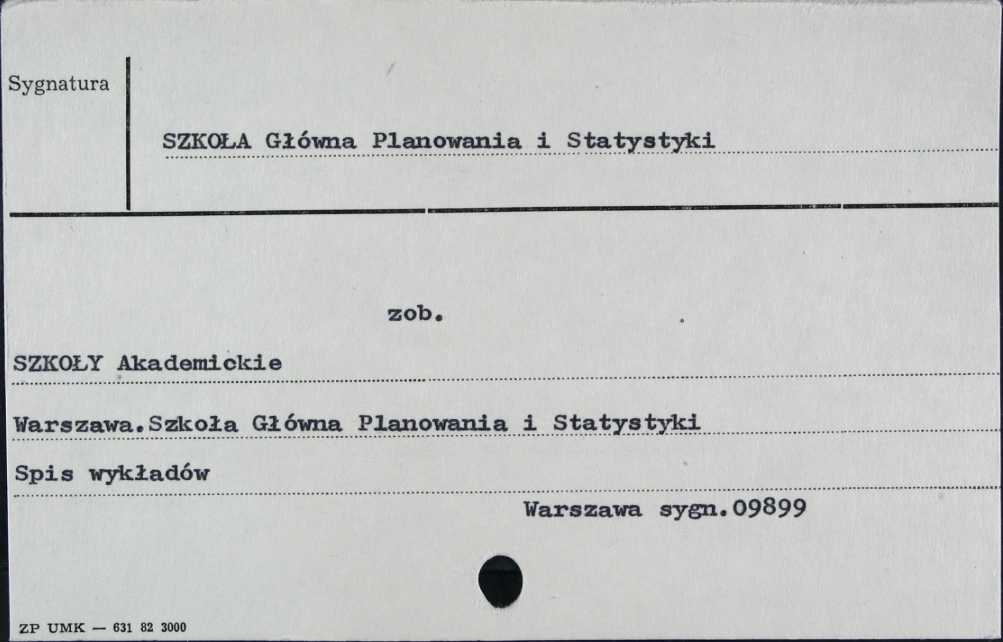 Sygnatura
SZKOŁA Główna Planowania i Statystyki
zob.
SZKOŁY Akademickie
Warszawa.Szkoła Główna Planowania i Statystyki
Spis wykładów
Warszawa sygn.09899
ZP UMK — 631 82 3000